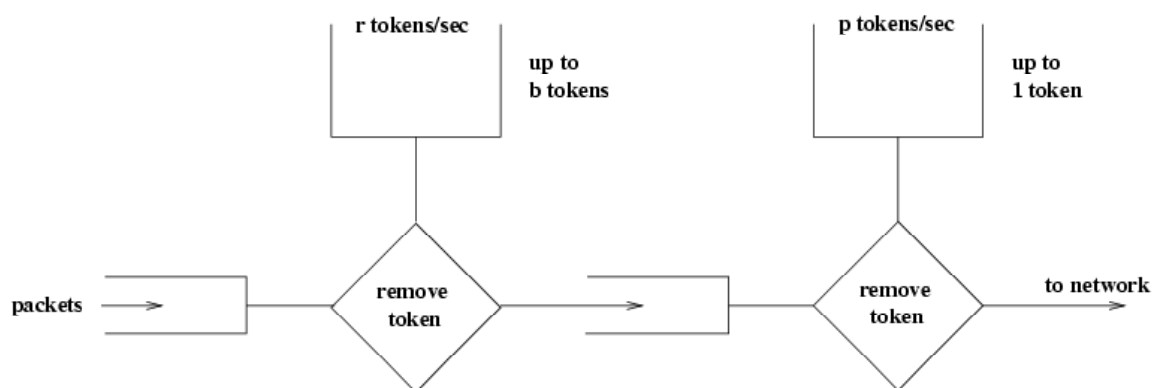 r tokens/sec
up to
b tokens
p tokens/sec
up to
1 token
packets
remove
token
remove
token
to network